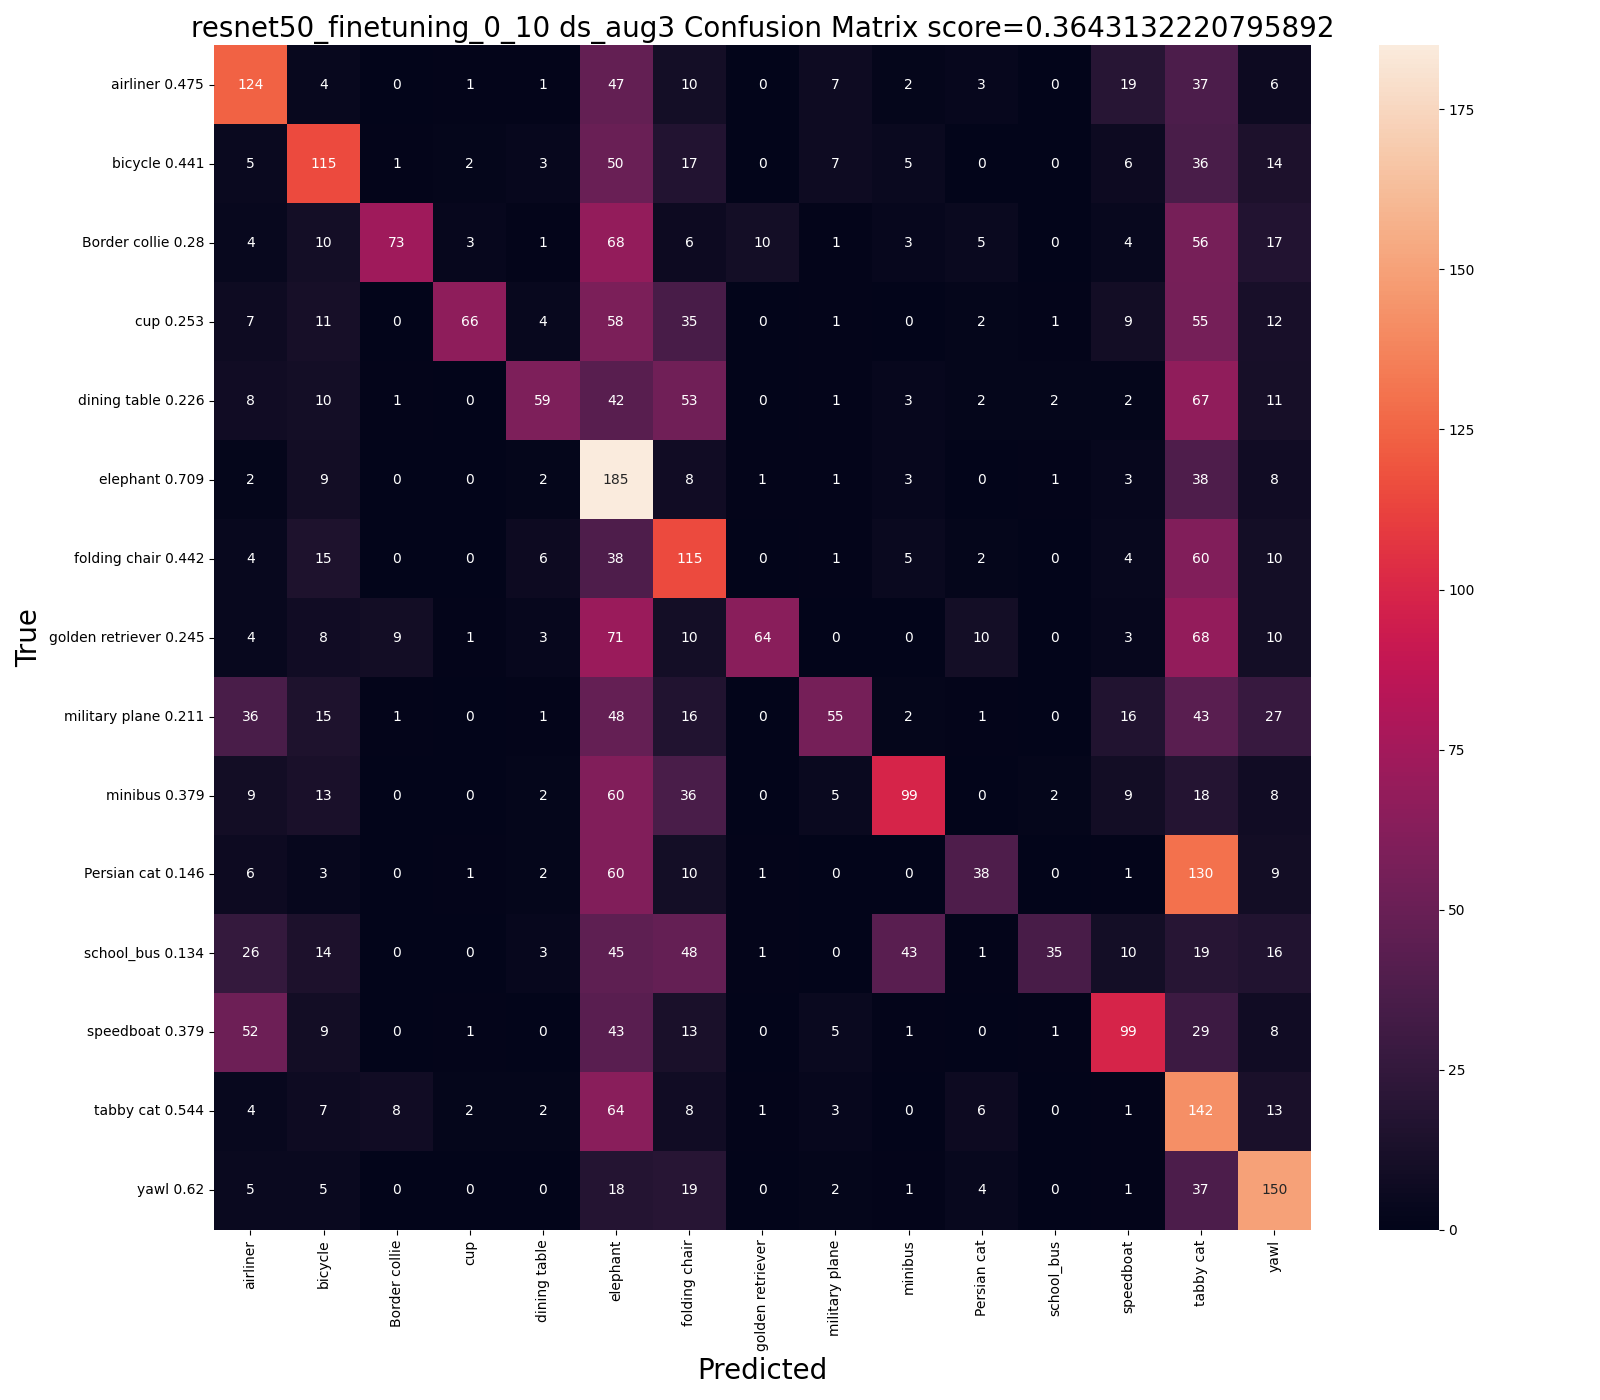 resnet50_finetuning_0_10 ds_aug3 Confusion Matrix score=0.3643132220795892
airliner 0.475 124 4 0 1 1 47 10 0 7 2 3 0 19 37 6
bicycle 0.441 5 115 1 2 3 50 17 0 7 5 0 0 6 36 14
Border collie 0.28 4 10 73 3 1 68 6 10 1 3 5 0 4 56 17
cup 0.253 7 11 0 66 4 58 35 0 1 0 2 1 9 55 12
dining table 0.226 8 10 1 0 59 42 53 0 1 3 2 2 2 67 11
elephant 0.709 2 9 0 0 2 185 8 1 1 3 0 1 3 38 8
folding chair 0.442 4 15 0 0 6 38 115 0 1 5 2 0 4 60 10
golden retriever 0.245 4 8 9 1 3 71 10 64 0 0 10 0 3 68 10
military plane 0.211 36 15 1 0 1 48 16 0 55 2 1 0 16 43 27
minibus 0.379 9 13 0 0 2 60 36 0 5 99 0 2 9 18 8
Persian cat 0.146 6 3 0 1 2 60 10 1 0 0 38 0 1 130 9
school_bus 0.134 26 14 0 0 3 45 48 1 0 43 1 35 10 19 16
speedboat 0.379 52 9 0 1 0 43 13 0 5 1 0 1 99 29 8
tabby cat 0.544 4 7 8 2 2 64 8 1 3 0 6 0 1 142 13
yawl 0.62 5 5 0 0 0 18 19 0 2 1 4 0 1 37 150
True
airliner
bicycle
Border collie
cup
dining table
elephant
folding chair
golden retriever
military plane
minibus
Persian cat
school_bus
speedboat
tabby cat
yawl
Predicted
175
150
125
100
75
50
25
0